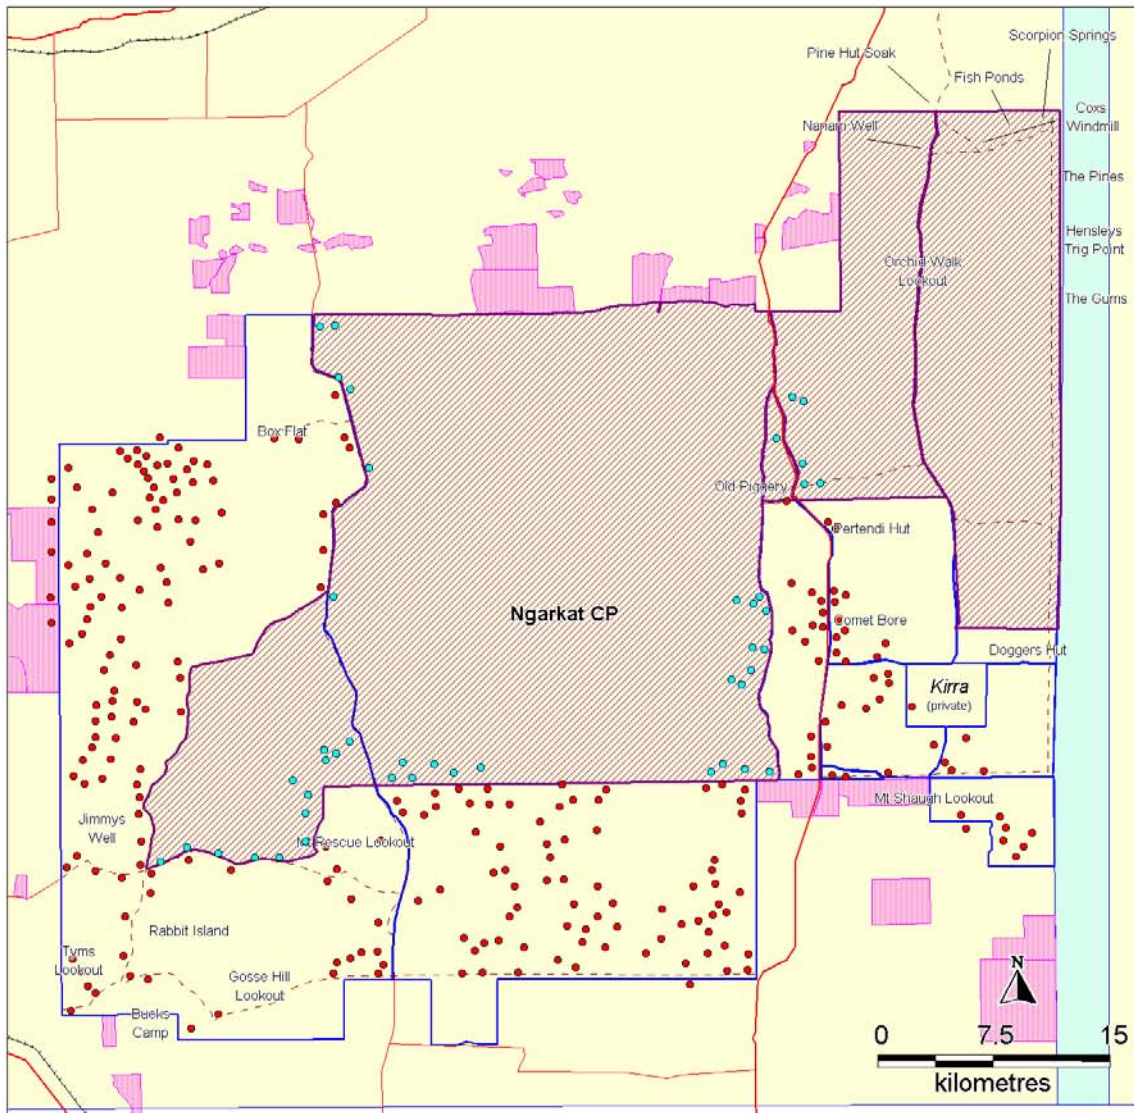 Scorpion Springs
Pine Hut Soak
Fish Ponds
Coxs
Windmill
Nanam Well
The Pines
Hensleys
Trig Point
Orchid Walk
Lookout
The Gums
Box Flat
Old Piggery
Pertendi Hut
Ngarkat CP
Comet Bore
Doggers Hut
Kirra
(private)
Mt Shaugh Lookout
Jimmys
Well
Mt Rescue Lookout
Rabbit Island
Tyms
Lookout
Gosse Hill
Lookout
Bucks
Camp
N
0 7.5 15
kilometres